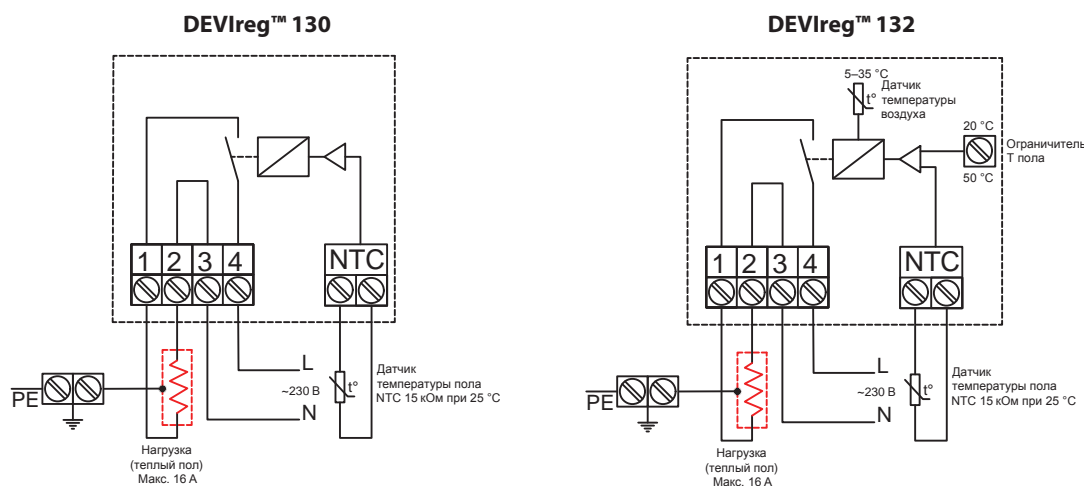 DEVIreg™ 130
1 2 3 4
NTC
L
~230 В
N
PE
t°
Датчик
температуры пола
NTC 15 кОм при 25 °C
Нагрузка
(теплый пол)
Макс. 16 А
DEVIreg™ 132
5–35 °C
t°
Датчик
температуры
воздуха
20 °C
Ограничитель
Т пола
50 °C
1 2 3 4
NTC
L
~230 В
N
PE
t°
Датчик
температуры пола
NTC 15 кОм при 25 °C
Нагрузка
(теплый пол)
Макс. 16 А